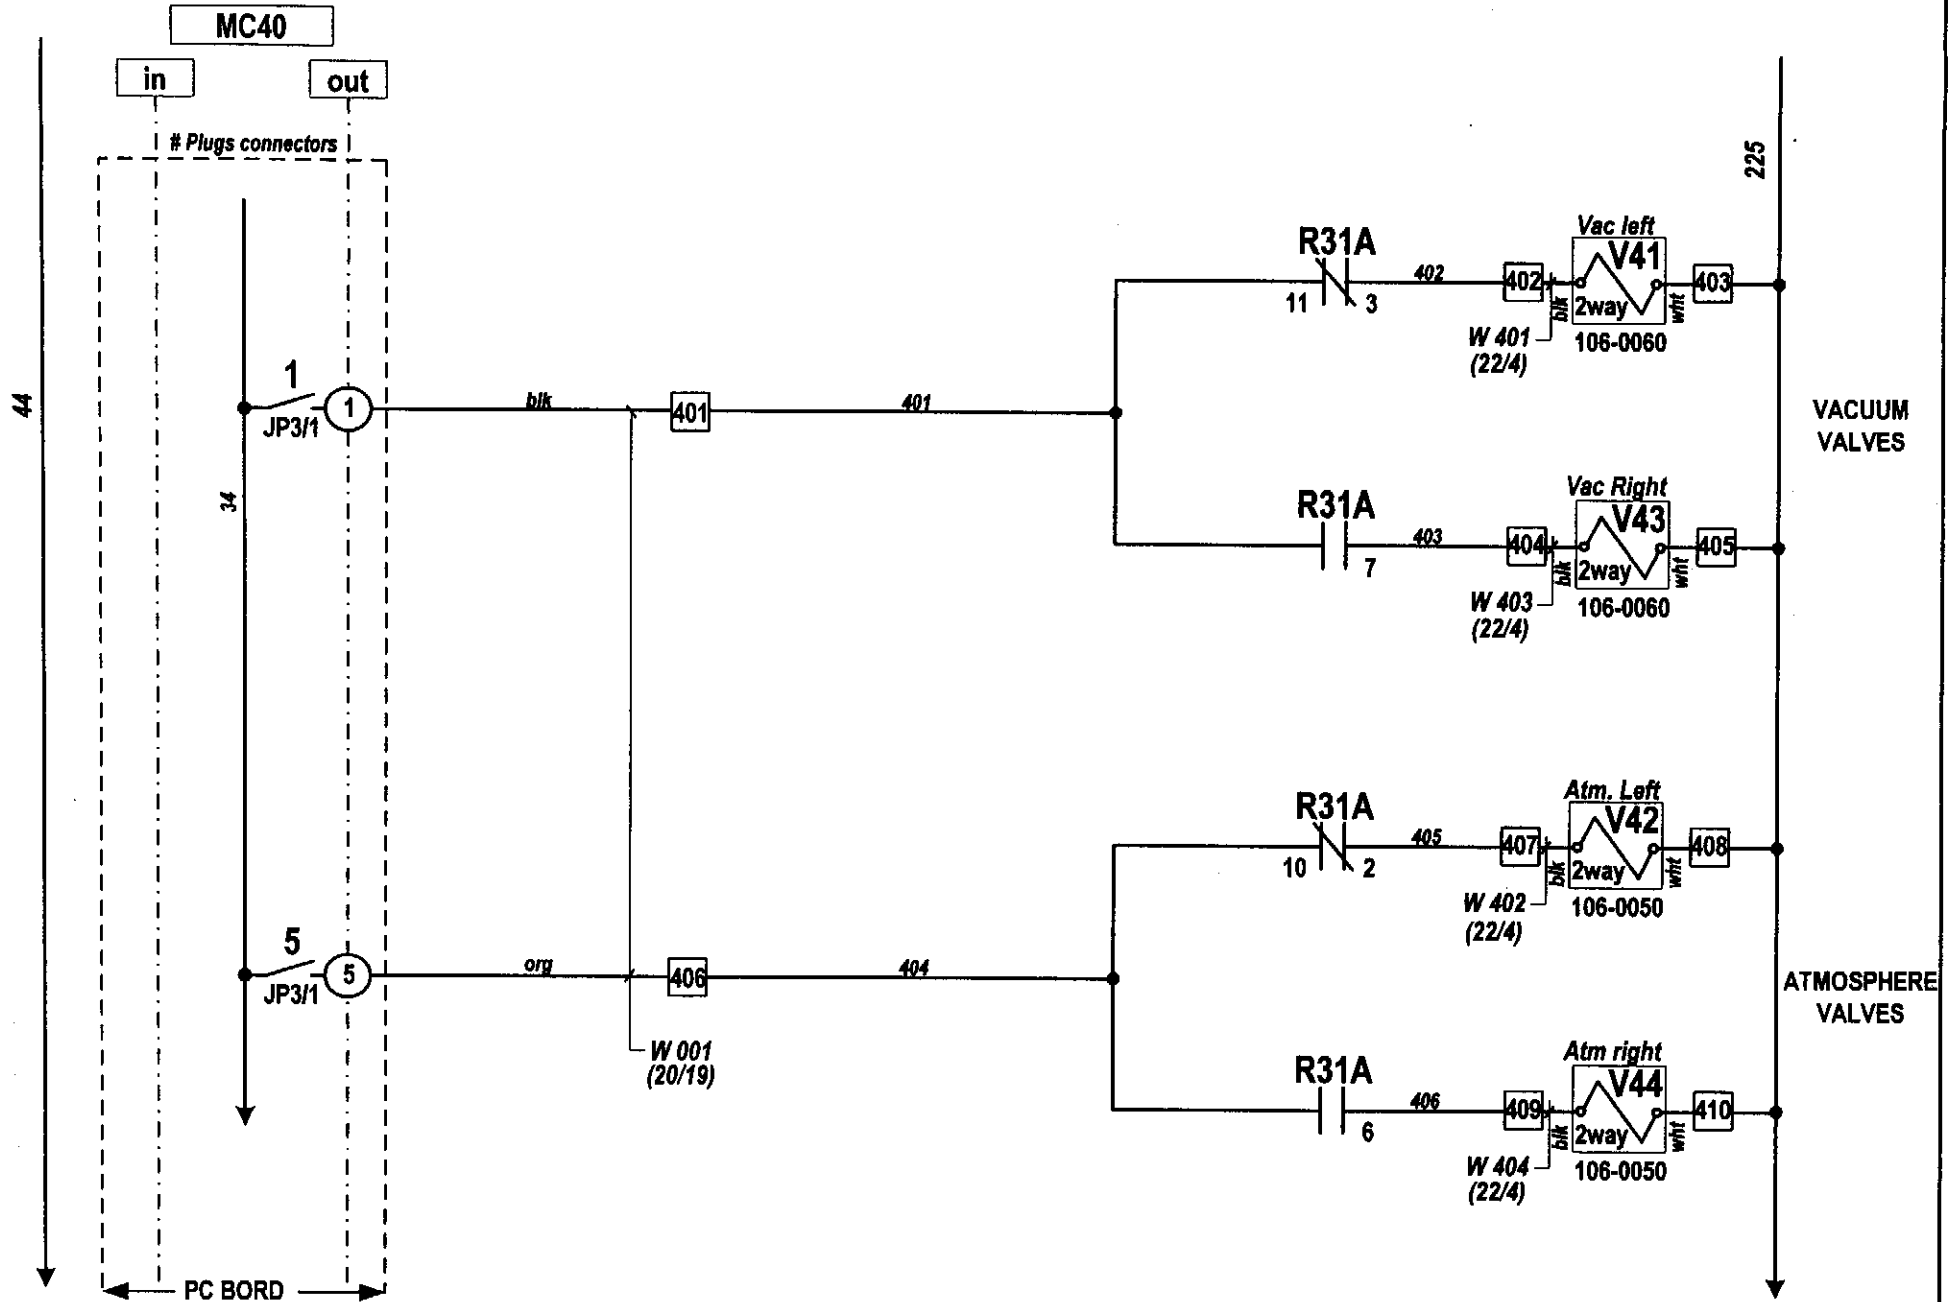 MC40
in
out
# Plugs connectors
44
34
225
1
JP3/1
1
blk
401
401
R31A
11
3
402
402
blk
W 401
(22/4)
Vac left
V41
2way
106-0060
wht
403
R31A
7
403
404
blk
W 403
(22/4)
Vac Right
V43
2way
106-0060
wht
405
VACUUM
VALVES
5
JP3/1
5
org
406
404
W 001
(20/19)
R31A
10
2
405
407
blk
W 402
(22/4)
Atm. Left
V42
2way
106-0050
wht
408
R31A
6
406
409
blk
W 404
(22/4)
Atm right
V44
2way
106-0050
wht
410
ATMOSPHERE
VALVES
PC BORD